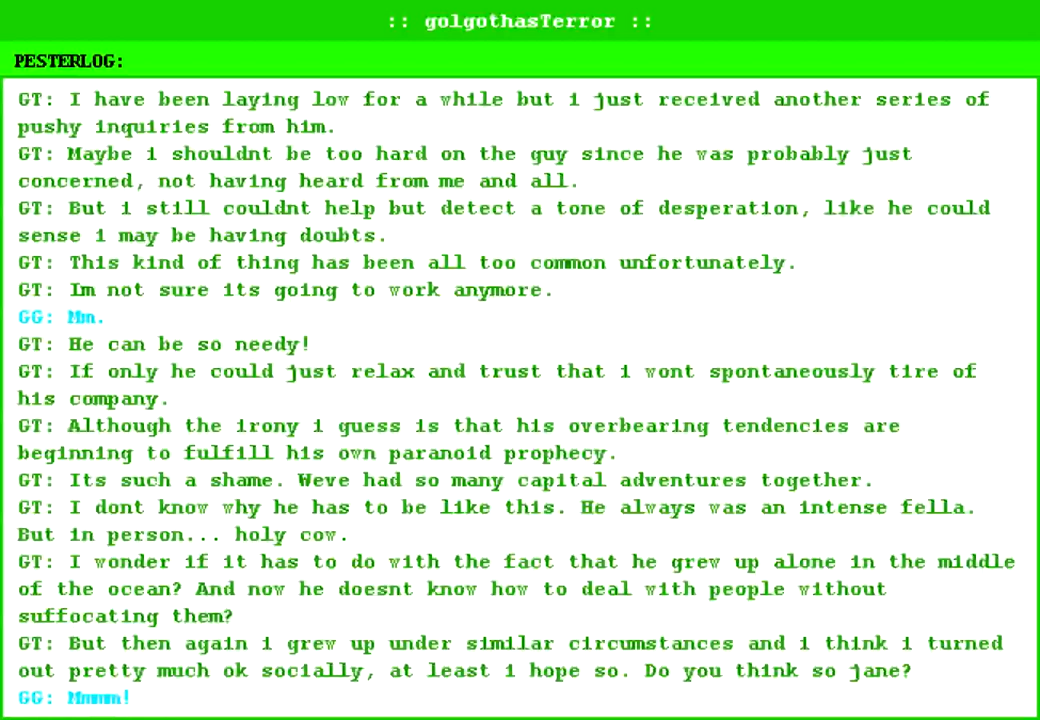 :: golgothasTerror ::
PESTERLOG:
GT: I have been laying low for a while but i just received another series of
pushy inquiries from him.
GT: Maybe i shouldnt be too hard on the guy since he was probably just
concerned, not having heard from me and all.
GT: But i still couldnt help but detect a tone of desperation, like he could
sense i may be having doubts.
GT: This kind of thing has been all too common unfortunately.
GT: Im not sure its going to work anymore.
GG: Mm.
GT: He can be so needy!
GT: If only he could just relax and trust that i wont spontaneously tire of
his company.
GT: Although the irony i guess is that his overbearing tendencies are
beginning to fulfill his own paranoid prophecy.
GT: Its such a shame. Weve had so many capital adventures together.
GT: I dont know why he has to be like this. He always was an intense fella.
But in person... holy cow.
GT: I wonder if it has to do with the fact that he grew up alone in the middle
of the ocean? And now he doesnt know how to deal with people without
suffocating them?
GT: But then again i grew up under similar circumstances and i think i turned
out pretty much ok socially, at least i hope so. Do you think so jane?
GG: Mmmm!